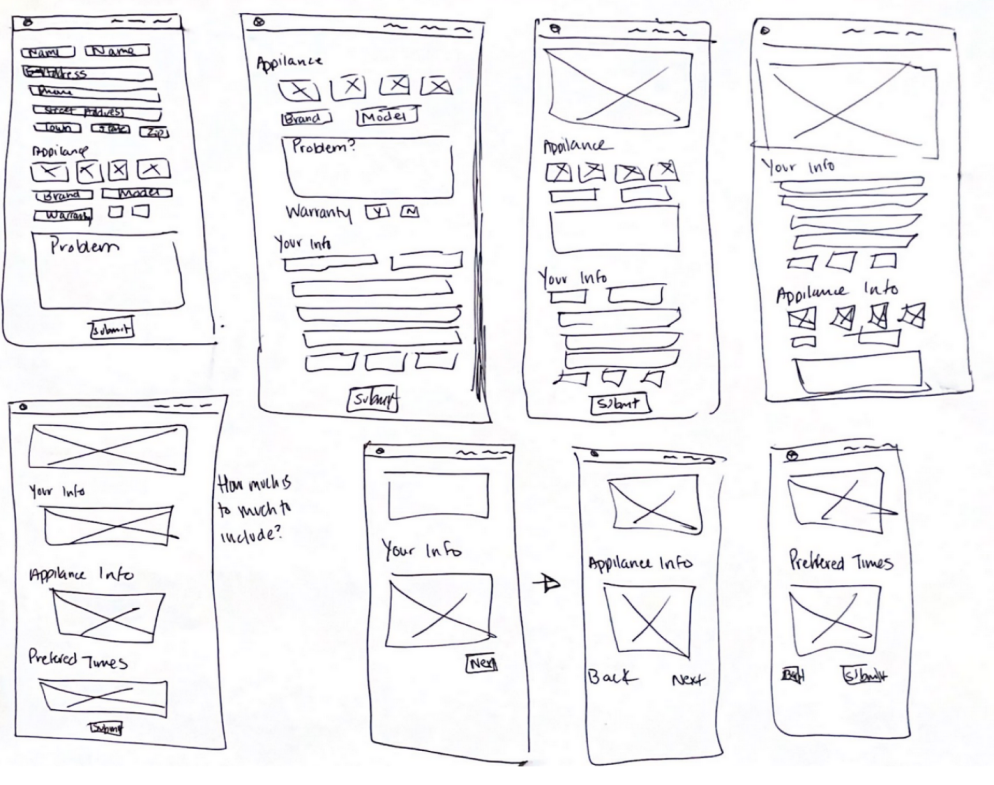 Name Name
Address
Phone
Street Address
Town State Zip
Appliance
Brand Model
Warranty
Problem
Submit
Appliance
Brand Model
Problem?
Warranty Y N
Your Info
Submit
Appliance
Your Info
Submit
Your Info
Appliance Info
Your Info
Appliance Info
Prefered Times
Submit
How much is
to much to
include?
Your Info
Next
Appliance Info
Back Next
Preffered Times
Submit